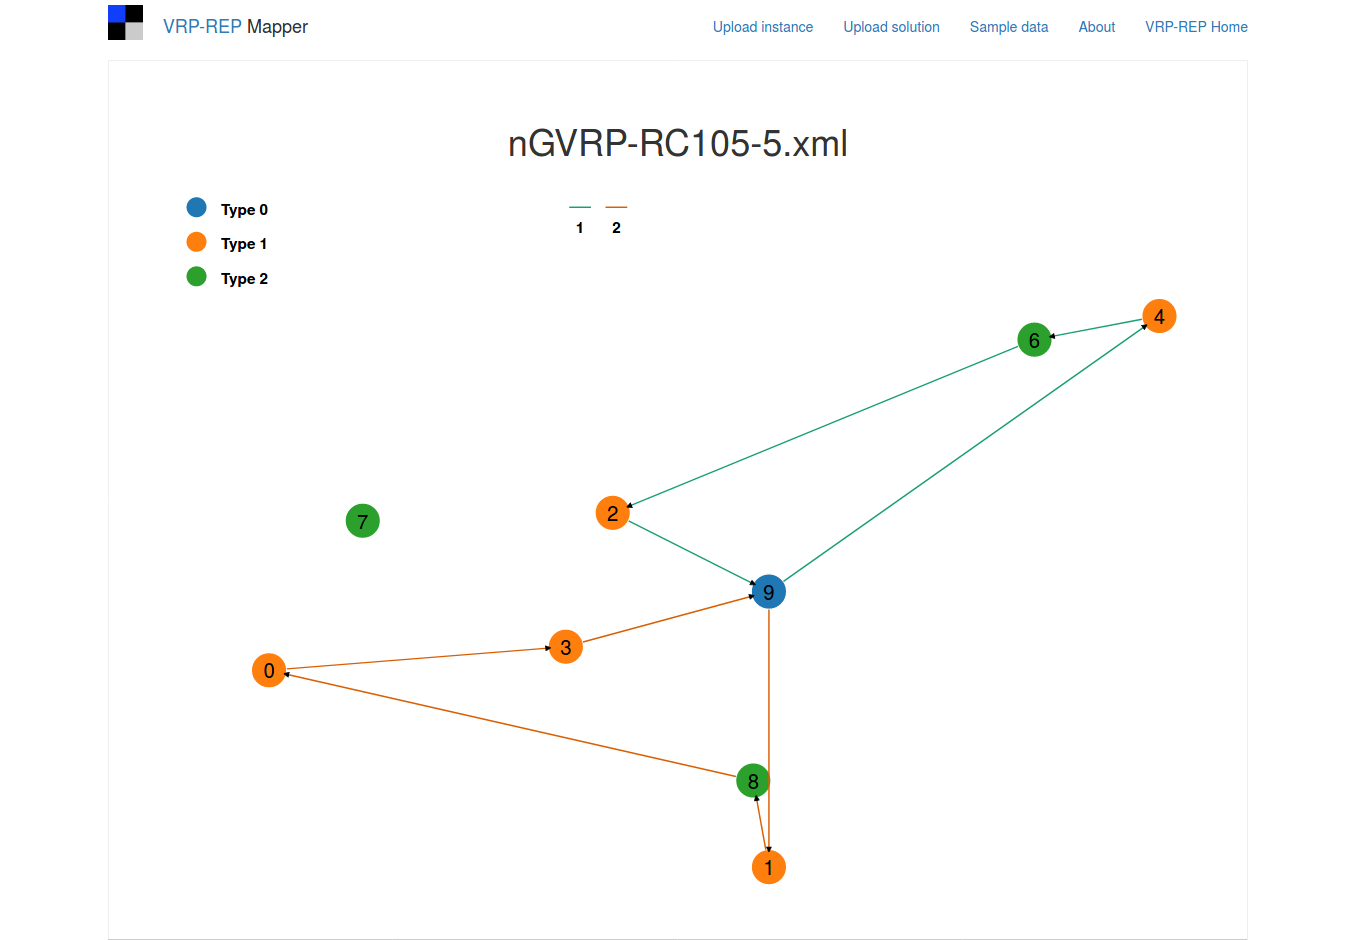 VRP-REP Mapper
Upload instance Upload solution Sample data About VRP-REP Home
nGVRP-RC105-5.xml
Type 0
Type 1
Type 2
1 2
4
6
2
7
9
3
0
8
1